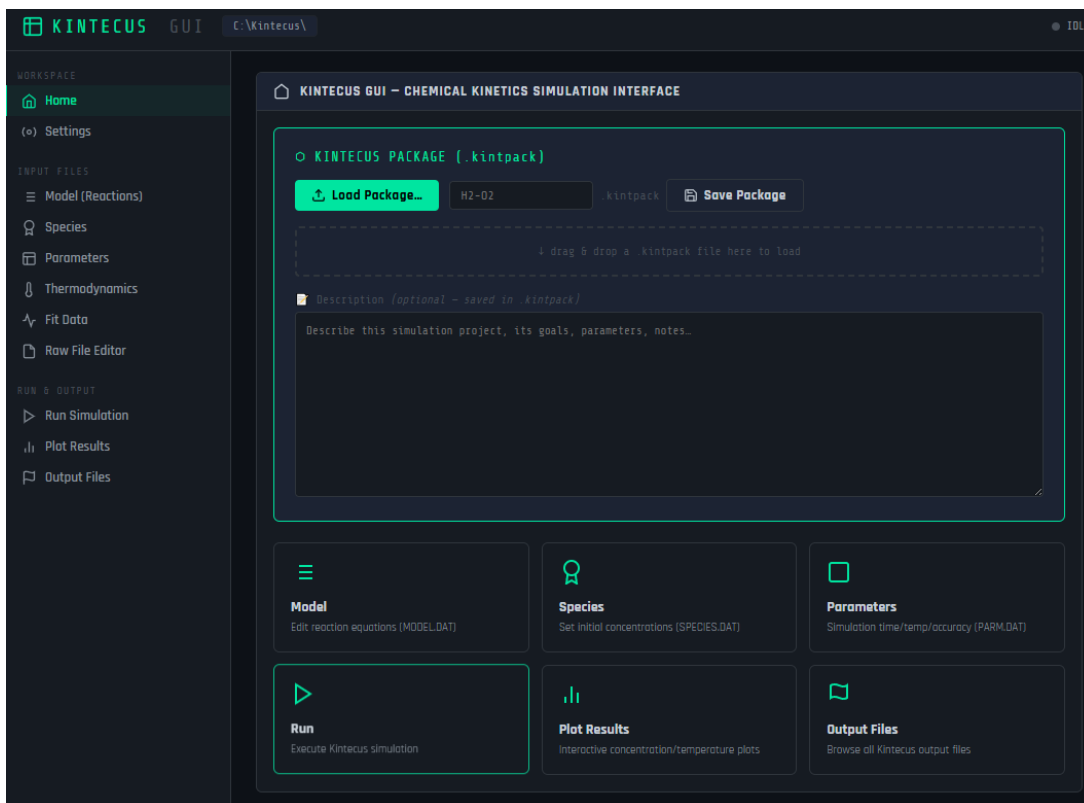 KINTECUS GUI C:\Kintecus\
WORKSPACE
Home
Settings
INPUT FILES
Model (Reactions)
Species
Parameters
Thermodynamics
Fit Data
Raw File Editor
RUN & OUTPUT
Run Simulation
Plot Results
Output Files
KINTECUS GUI — CHEMICAL KINETICS SIMULATION INTERFACE
KINTECUS PACKAGE (.kintpack)
Load Package… H2-O2 .kintpack Save Package
↓ drag & drop a .kintpack file here to load
Description (optional — saved in .kintpack)
Describe this simulation project, its goals, parameters, notes…
Model
Edit reaction equations (MODEL.DAT)
Species
Set initial concentrations (SPECIES.DAT)
Parameters
Simulation time/temp/accuracy (PARM.DAT)
Run
Execute Kintecus simulation
Plot Results
Interactive concentration/temperature plots
Output Files
Browse all Kintecus output files